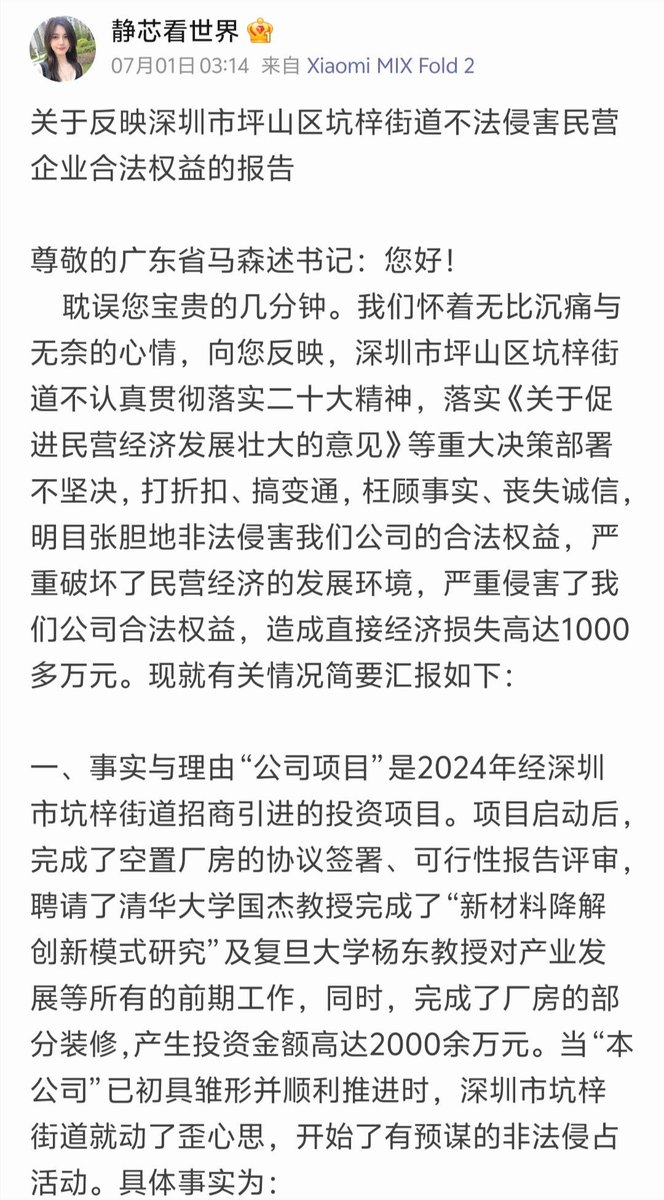 静芯看世界
07月01日 03:14 来自 Xiaomi MIX Fold 2
关于反映深圳市坪山区坑梓街道不法侵害民营
企业合法权益的报告
尊敬的广东省马森述书记：您好！
耽误您宝贵的几分钟。我们怀着无比沉痛与
无奈的心情，向您反映，深圳市坪山区坑梓街
道不认真贯彻落实二十大精神，落实《关于促
进民营经济发展壮大的意见》等重大决策部署
不坚决，打折扣、搞变通，枉顾事实、丧失诚信，
明目张胆地非法侵害我们公司的合法权益，严
重破坏了民营经济的发展环境，严重侵害了我
们公司合法权益，造成直接经济损失高达1000
多万元。现就有关情况简要汇报如下：
一、事实与理由“公司项目”是2024年经深圳
市坑梓街道招商引进的投资项目。项目启动后，
完成了空置厂房的协议签署、可行性报告评审，
聘请了清华大学国杰教授完成了“新材料降解
创新模式研究”及复旦大学杨东教授对产业发
展等所有的前期工作，同时，完成了厂房的部
分装修,产生投资金额高达2000余万元。当“本
公司”已初具雏形并顺利推进时，深圳市坑梓
街道就动了歪心思，开始了有预谋的非法侵占
活动。具体事实为：